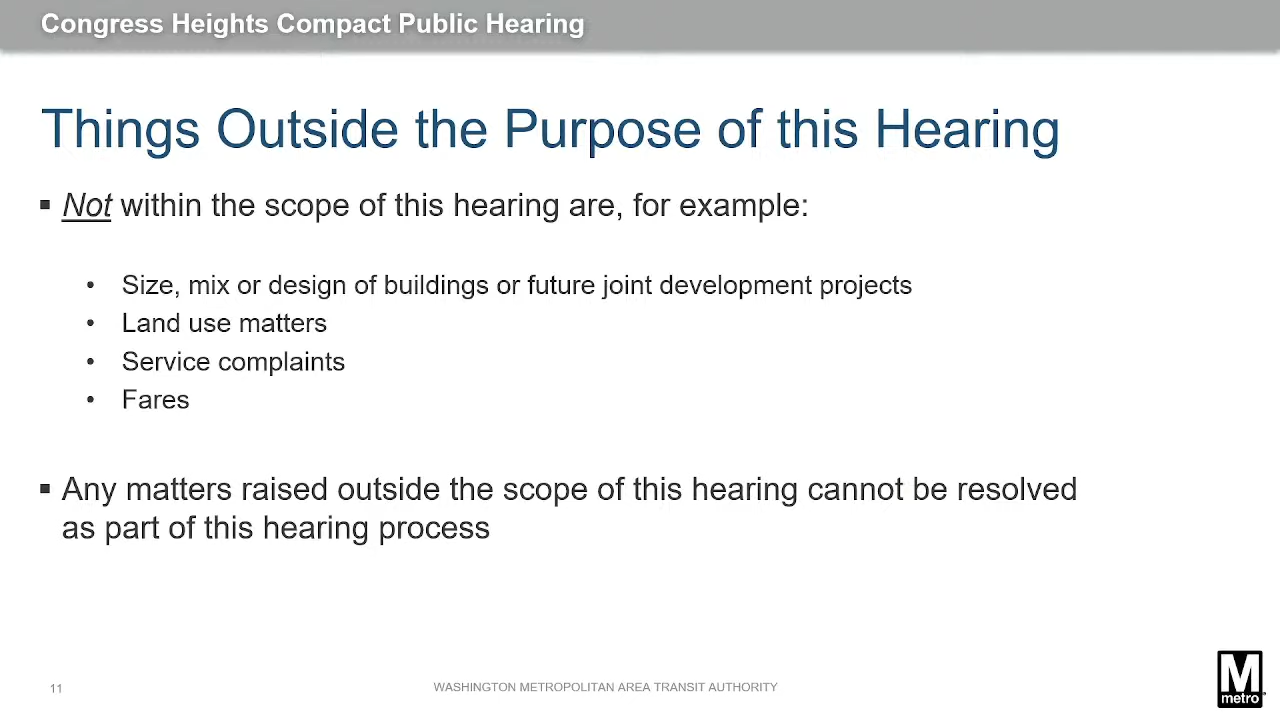 Congress Heights Compact Public Hearing
Things Outside the Purpose of this Hearing
▪ Not within the scope of this hearing are, for example:
• Size, mix or design of buildings or future joint development projects
• Land use matters
• Service complaints
• Fares
▪ Any matters raised outside the scope of this hearing cannot be resolved
as part of this hearing process
11
WASHINGTON METROPOLITAN AREA TRANSIT AUTHORITY
M
metro